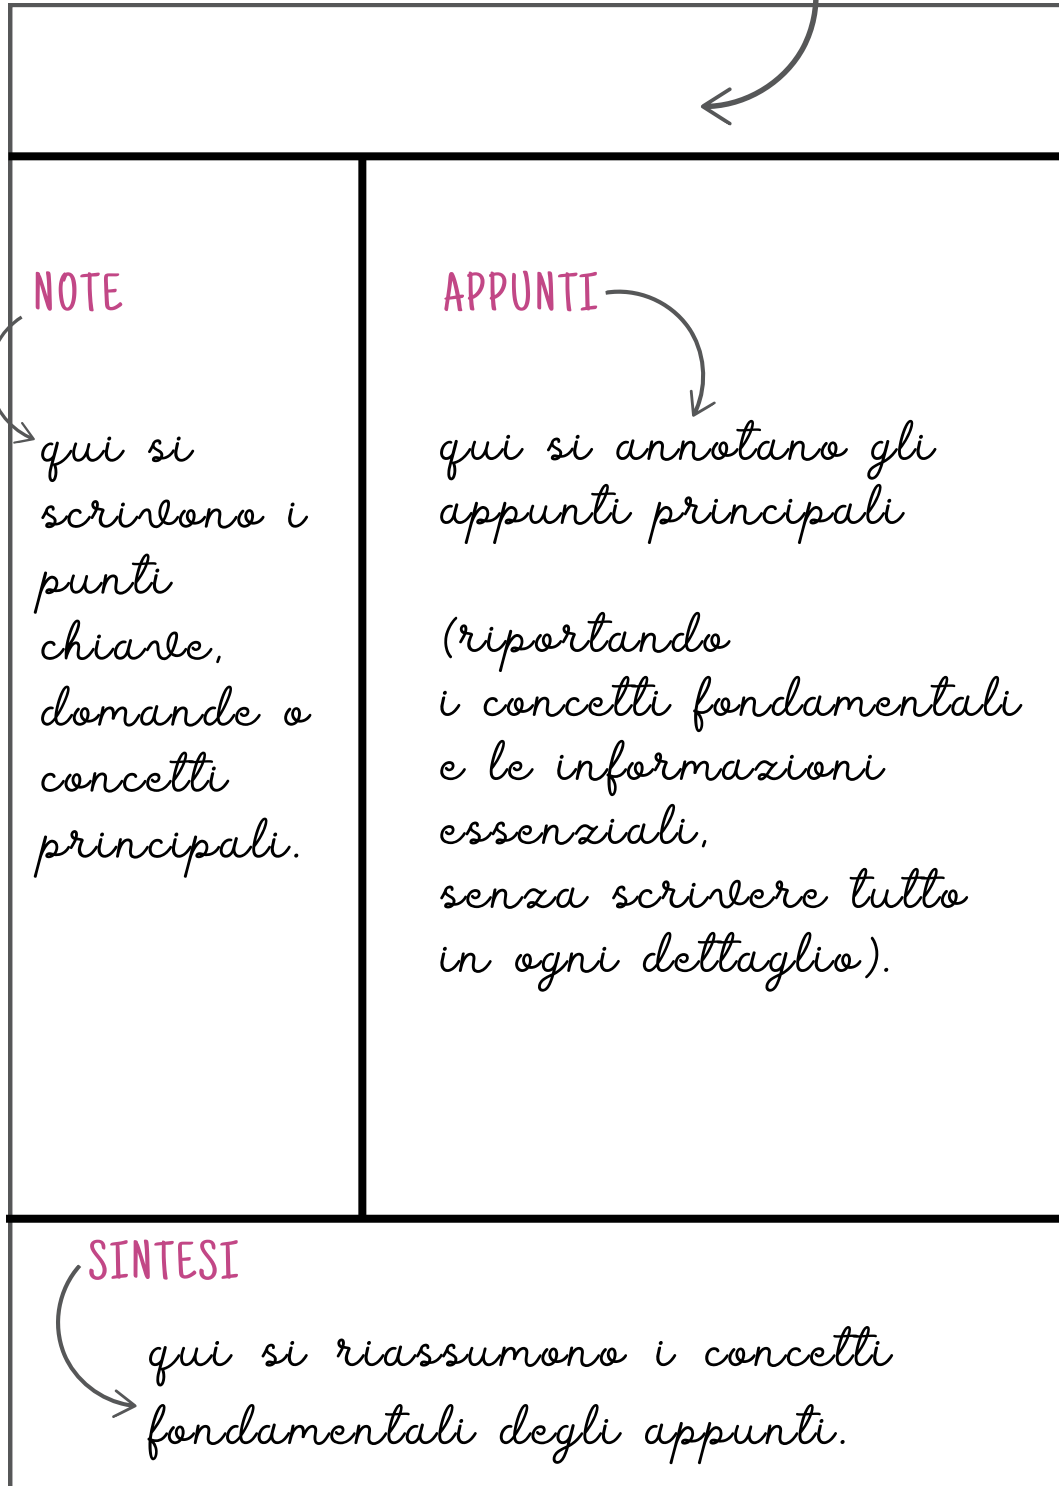 NOTE
qui si
scrivono i
punti
chiave,
domande o
concetti
principali.
APPUNTI
qui si annotano gli
appunti principali
(riportando
i concetti fondamentali
e le informazioni
essenziali,
senza scrivere tutto
in ogni dettaglio).
SINTESI
qui si riassumono i concetti
fondamentali degli appunti.